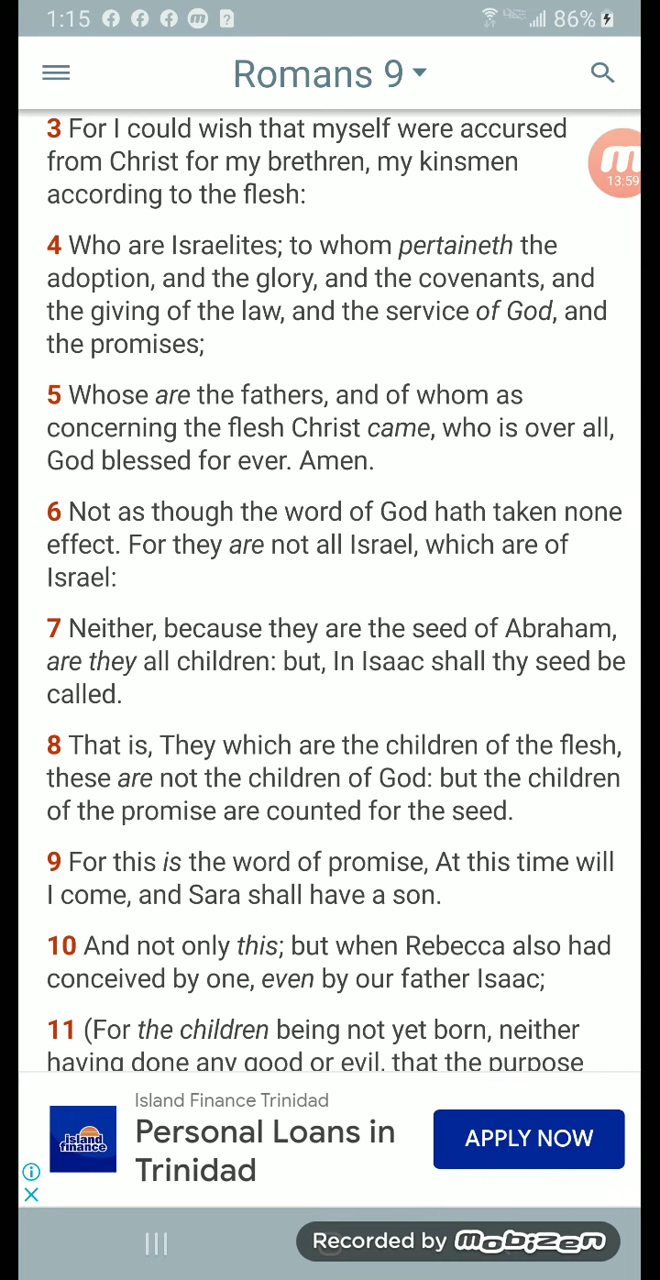 1:15 86%
Romans 9
3 For I could wish that myself were accursed
from Christ for my brethren, my kinsmen
according to the flesh:
m
13:59
4 Who are Israelites; to whom pertaineth the
adoption, and the glory, and the covenants, and
the giving of the law, and the service of God, and
the promises;
5 Whose are the fathers, and of whom as
concerning the flesh Christ came, who is over all,
God blessed for ever. Amen.
6 Not as though the word of God hath taken none
effect. For they are not all Israel, which are of
Israel:
7 Neither, because they are the seed of Abraham,
are they all children: but, In Isaac shall thy seed be
called.
8 That is, They which are the children of the flesh,
these are not the children of God: but the children
of the promise are counted for the seed.
9 For this is the word of promise, At this time will
I come, and Sara shall have a son.
10 And not only this; but when Rebecca also had
conceived by one, even by our father Isaac;
11 (For the children being not yet born, neither
having done any good or evil, that the purpose
Island Finance Trinidad
island
finance
Personal Loans in
Trinidad
APPLY NOW
Recorded by mobizen